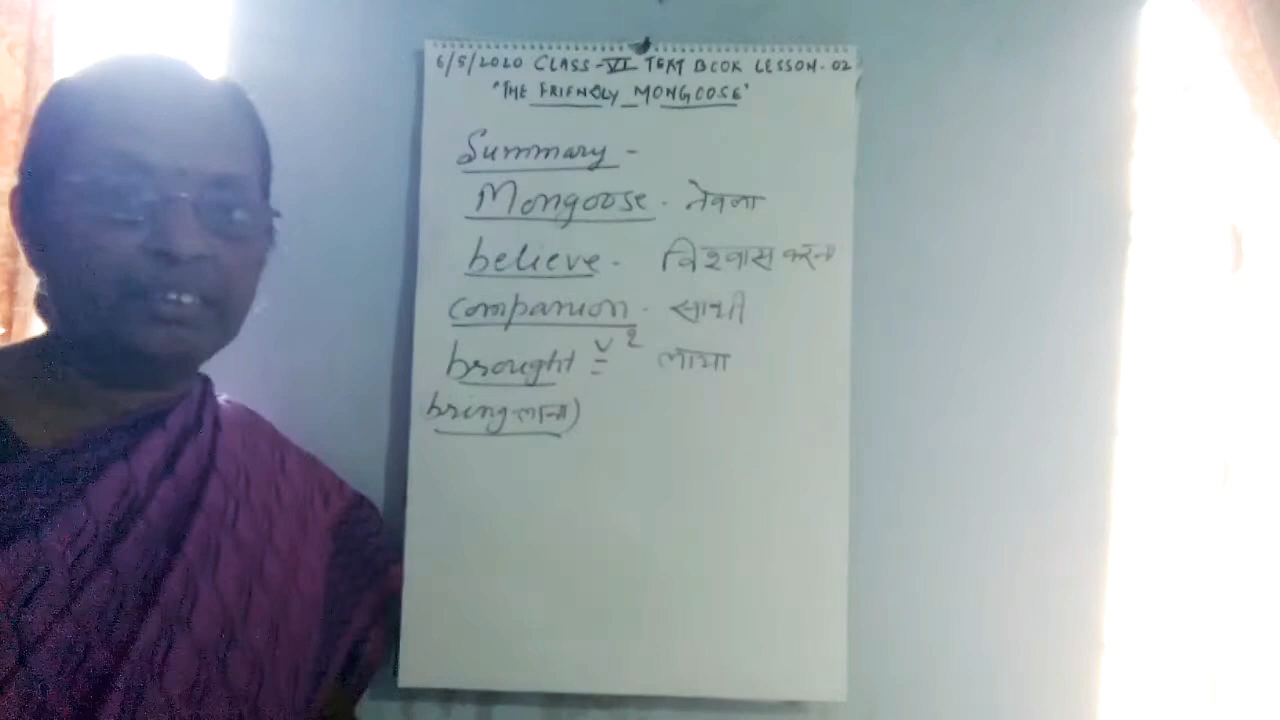 6/5/2020 CLASS-VI TEXT BOOK LESSON-02
"THE FRIENDLY MONGOOSE"
Summary -
Mongoose - नेवला
believe - विश्वास करना
companion - साथी
brought = V2 लाया
bring-लाना)